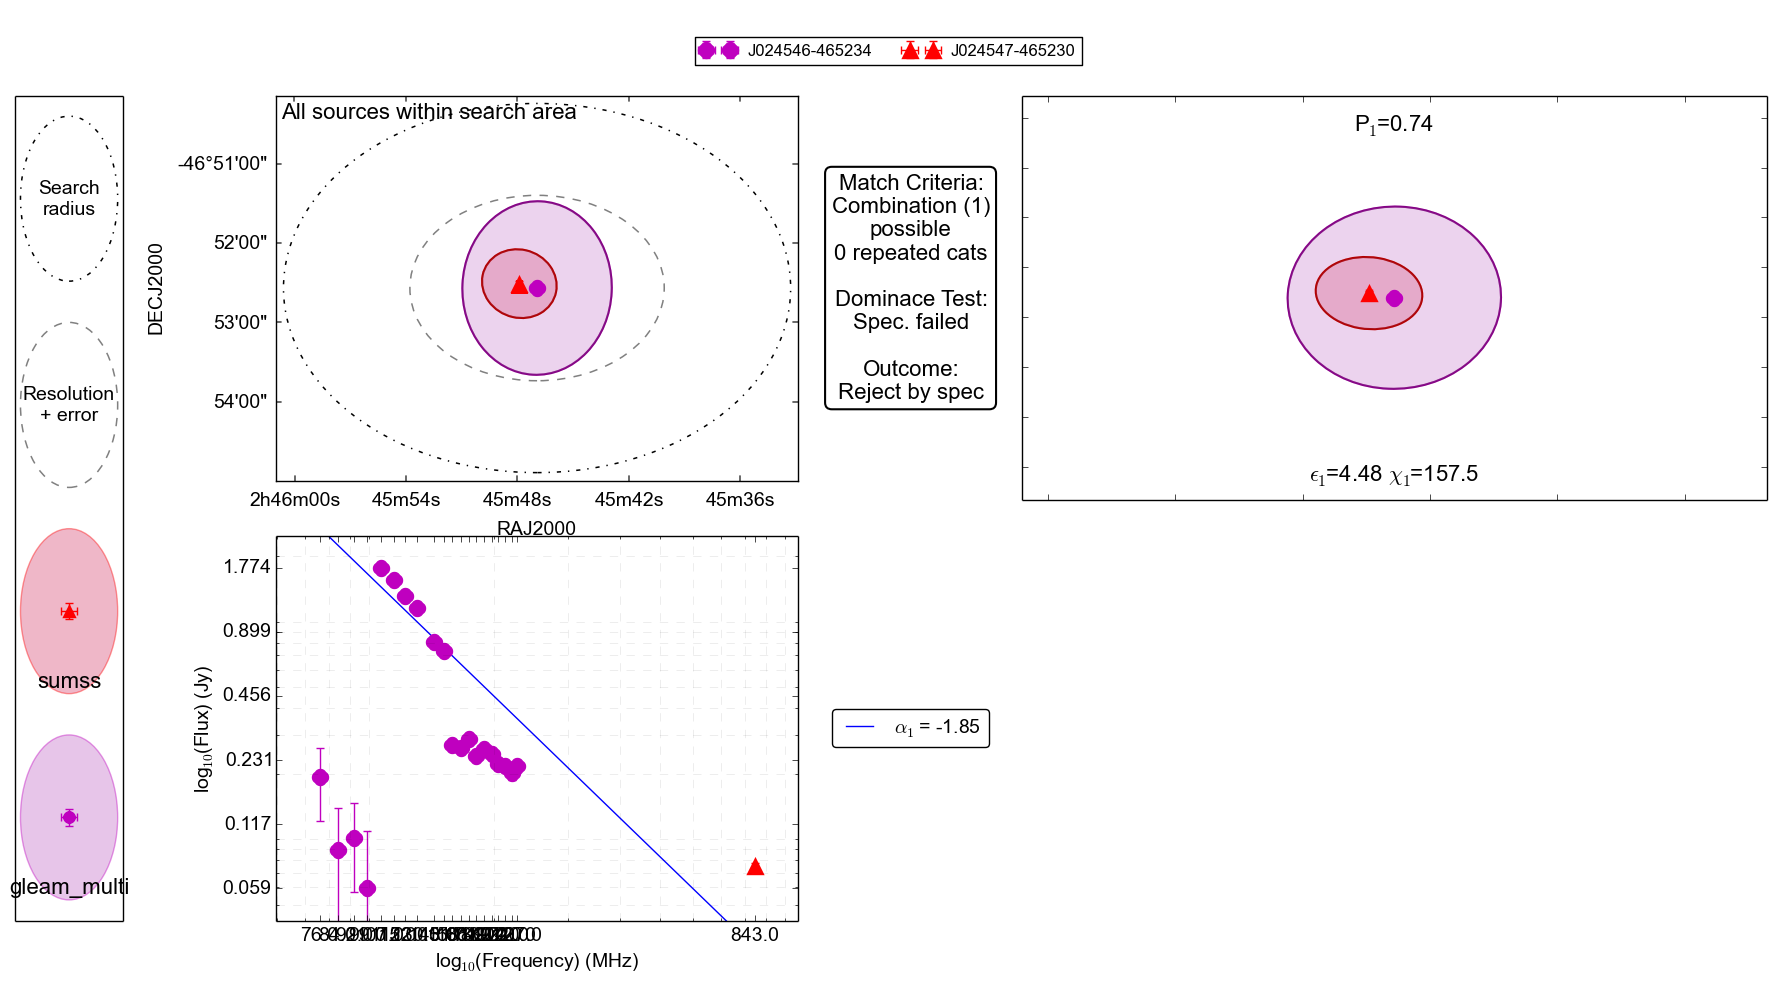 J024546-465234 J024547-465230
Search
radius
Resolution
+ error
sumss
gleam_multi
All sources within search area
DECJ2000
-46°51'00"
52'00"
53'00"
54'00"
2h46m00s 45m54s 45m48s 45m42s 45m36s
RAJ2000
Match Criteria:
Combination (1)
possible
0 repeated cats
Dominace Test:
Spec. failed
Outcome:
Reject by spec
P₁=0.74
ϵ₁=4.48 χ₁=157.5
log₁₀(Flux) (Jy)
1.774
0.899
0.456
0.231
0.117
0.059
843.0
log₁₀(Frequency) (MHz)
α₁ = -1.85